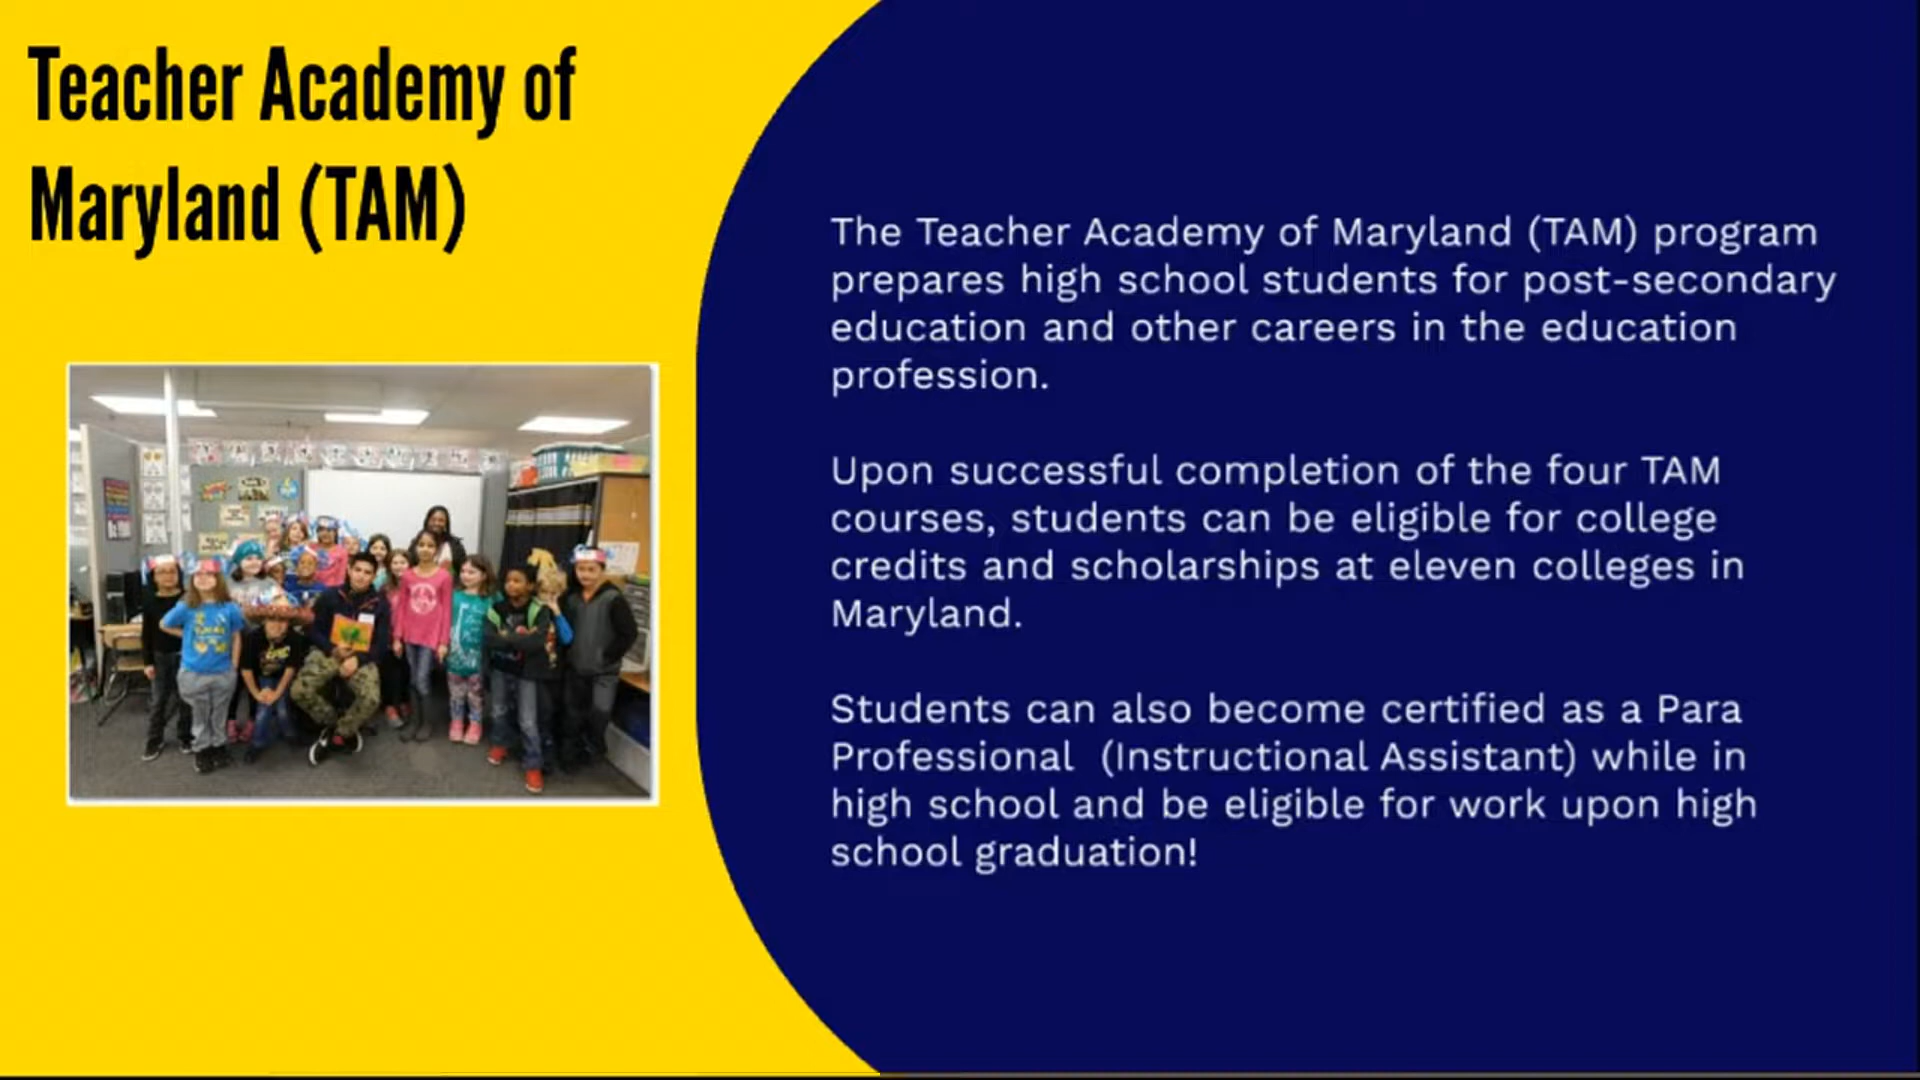 Teacher Academy of
Maryland (TAM)
The Teacher Academy of Maryland (TAM) program
prepares high school students for post-secondary
education and other careers in the education
profession.
Upon successful completion of the four TAM
courses, students can be eligible for college
credits and scholarships at eleven colleges in
Maryland.
Students can also become certified as a Para
Professional  (Instructional Assistant) while in
high school and be eligible for work upon high
school graduation!